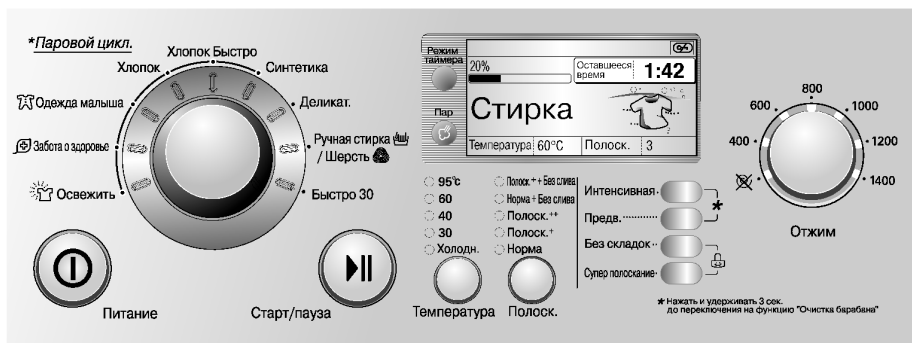 *Паровой цикл.
Хлопок Быстро
Хлопок
Синтетика
Одежда малыша
Деликат.
Забота о здоровье
Ручная стирка
/ Шерсть
Освежить
Быстро 30
Питание
Старт/пауза
Режим
таймера
Пар
20%
Оставшееся
время
1:42
Стирка
Температура 60°C Полоск. 3
95°c
60
40
30
Холодн.
Температура
Полоск.++ Без слива
Норма + Без слива
Полоск.++
Полоск.+
Норма
Полоск.
Интенсивная
Предв.
*
Без складок
Супер полоскание
* Нажать и удерживать 3 сек.
до переключения на функцию "Очистка барабана"
400
600
800
1000
1200
1400
Отжим